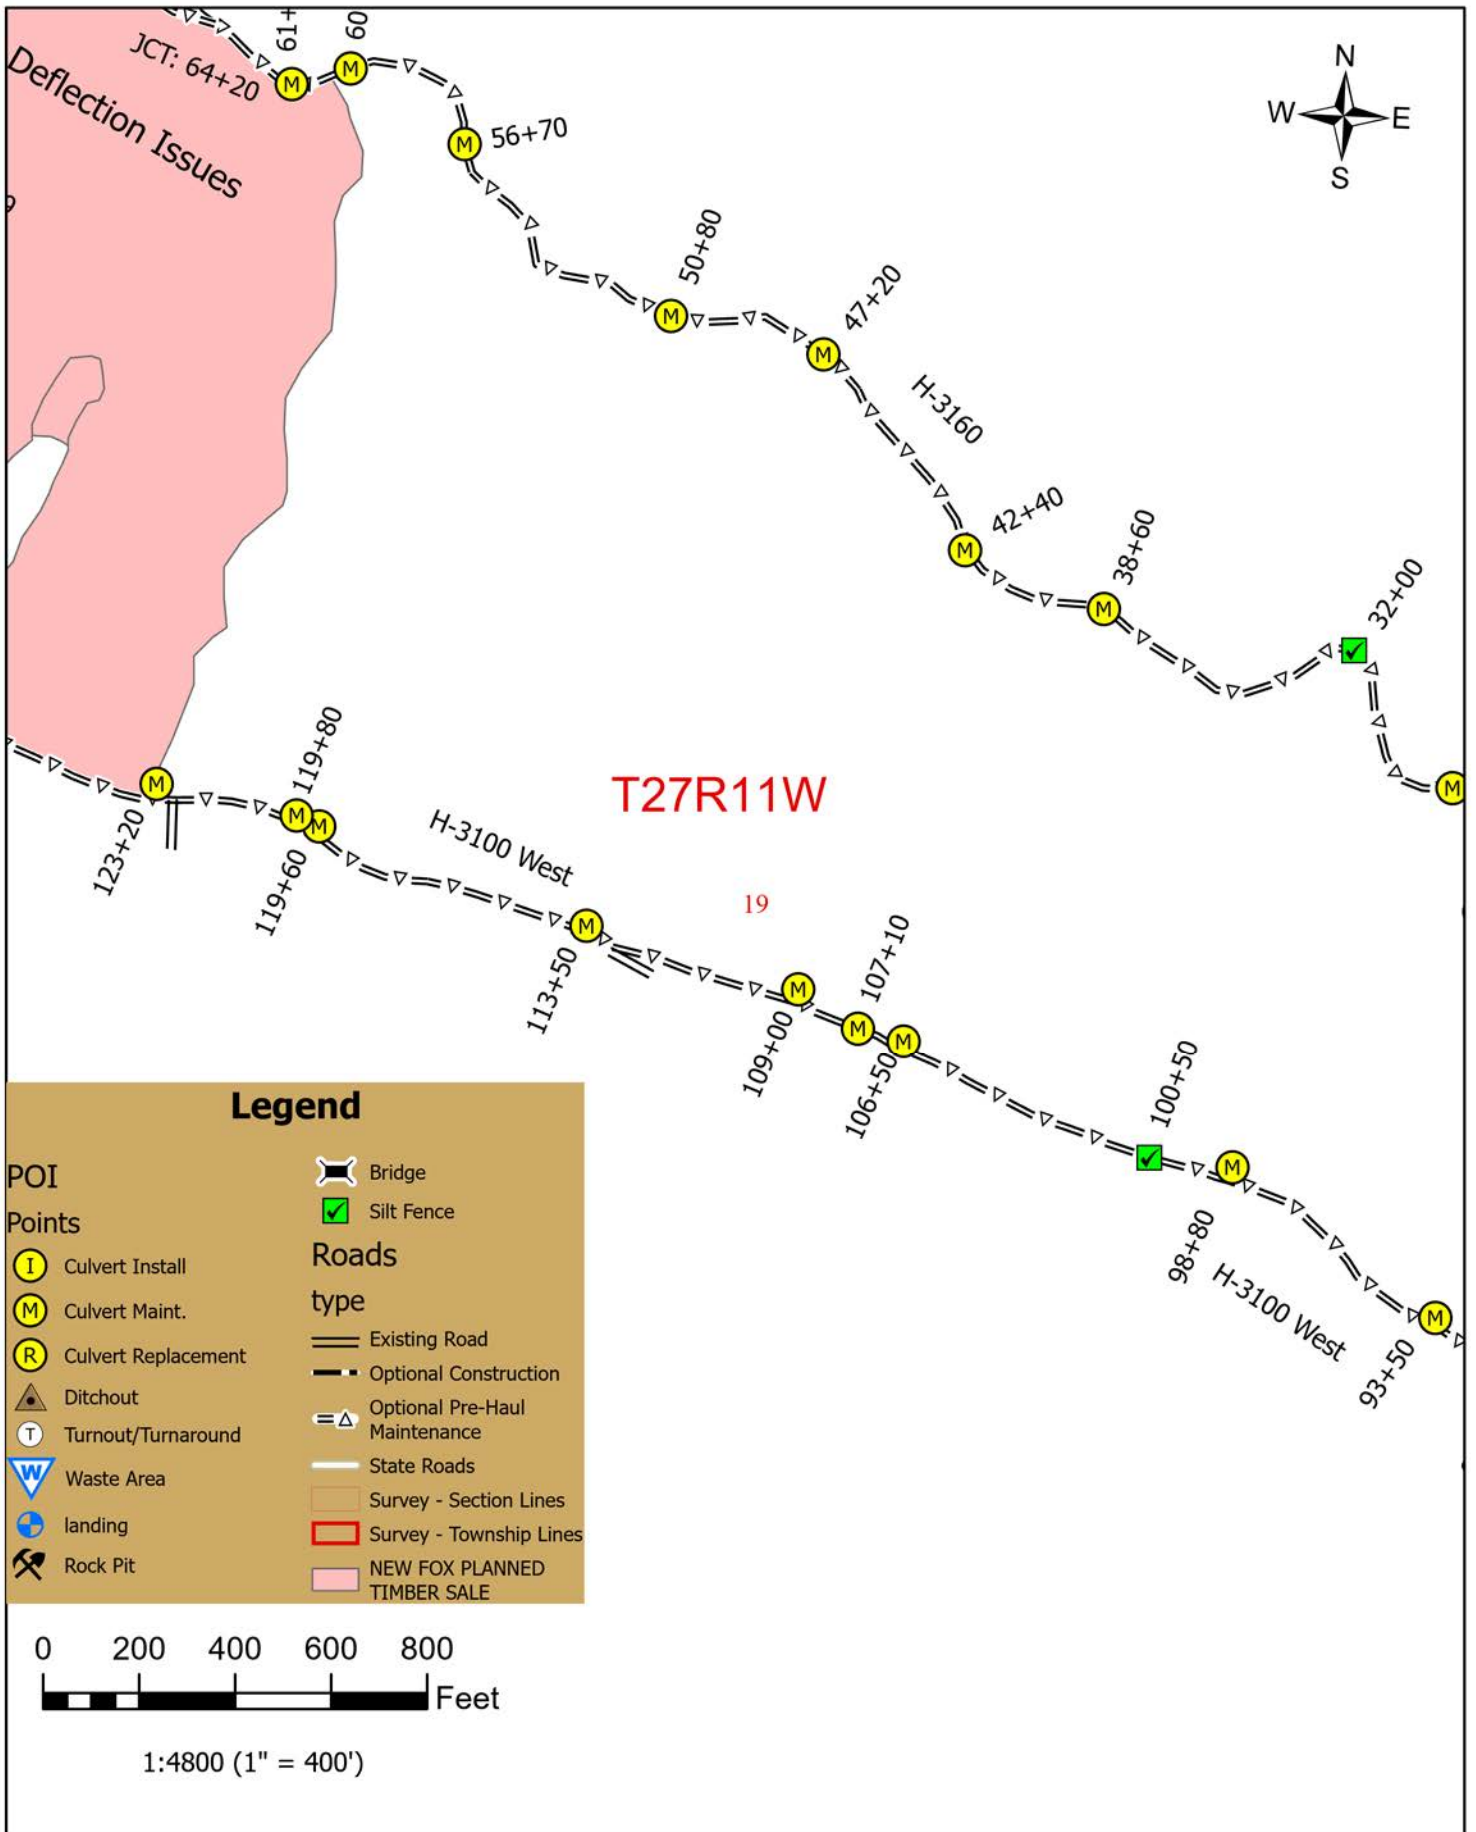 61+
60
JCT: 64+20
Deflection Issues
56+70
N
W
E
S
50+80
47+20
H-3160
42+40
38+60
32+00
M
M
M
M
M
M
M
M
119+80
T27R11W
M
M
M
123+20
119+60
H-3100 West
19
M
113+50
107+10
M
109+00
M
M
106+50
100+50
M
98+80
H-3100 West
M
93+50
Legend
POI
Points
I Culvert Install
M Culvert Maint.
R Culvert Replacement
Ditchout
T Turnout/Turnaround
W Waste Area
landing
Rock Pit
Bridge
Silt Fence
Roads
type
Existing Road
Optional Construction
Optional Pre-Haul
Maintenance
State Roads
Survey - Section Lines
Survey - Township Lines
NEW FOX PLANNED
TIMBER SALE
0 200 400 600 800
Feet
1:4800 (1" = 400')